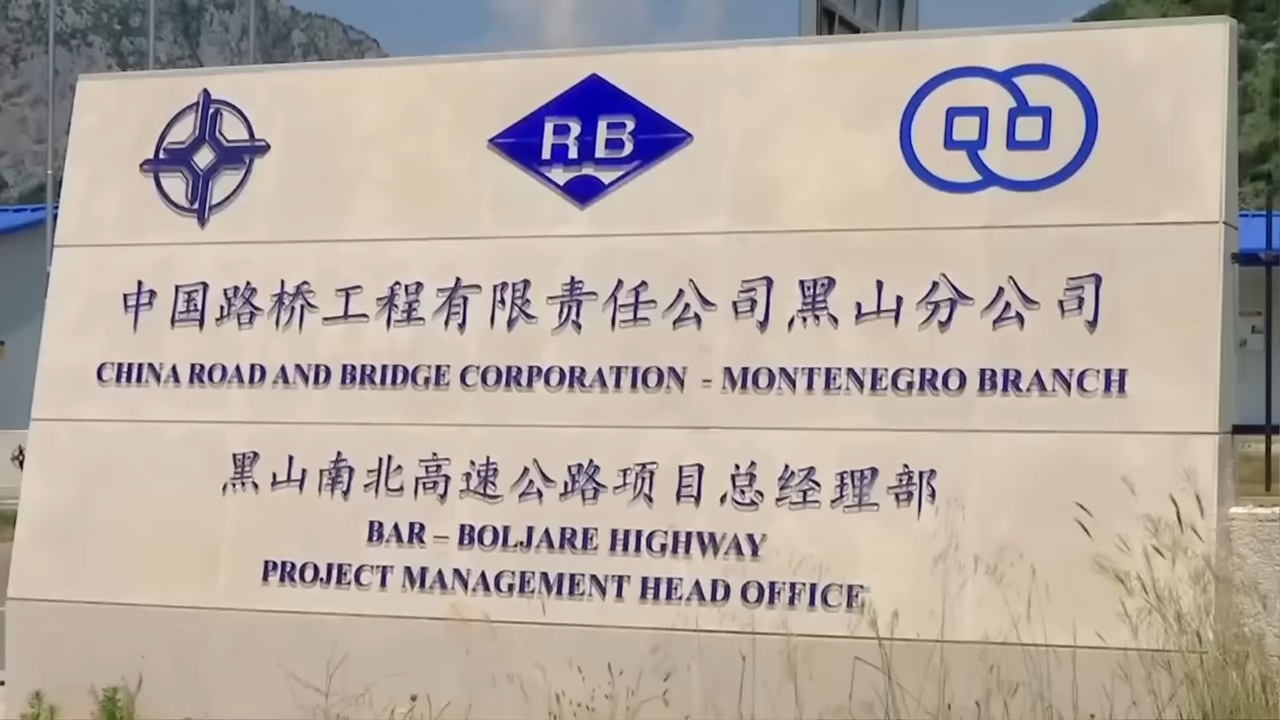 RB
中国路桥工程有限责任公司黑山分公司
CHINA ROAD AND BRIDGE CORPORATION - MONTENEGRO BRANCH
黑山南北高速公路项目总经理部
BAR – BOLJARE HIGHWAY
PROJECT MANAGEMENT HEAD OFFICE